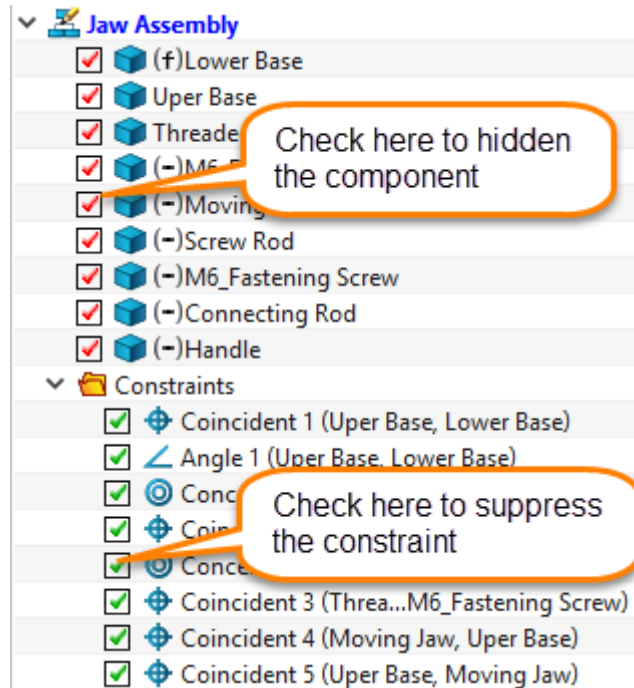 Jaw Assembly
(f)Lower Base
Uper Base
Threade
(-)M6_F
(-)Moving
(-)Screw Rod
(-)M6_Fastening Screw
(-)Connecting Rod
(-)Handle
Check here to hidden
the component
Constraints
Coincident 1 (Uper Base, Lower Base)
Angle 1 (Uper Base, Lower Base)
Conc
Coin
Conce
Check here to suppress
the constraint
Coincident 3 (Threa...M6_Fastening Screw)
Coincident 4 (Moving Jaw, Uper Base)
Coincident 5 (Uper Base, Moving Jaw)